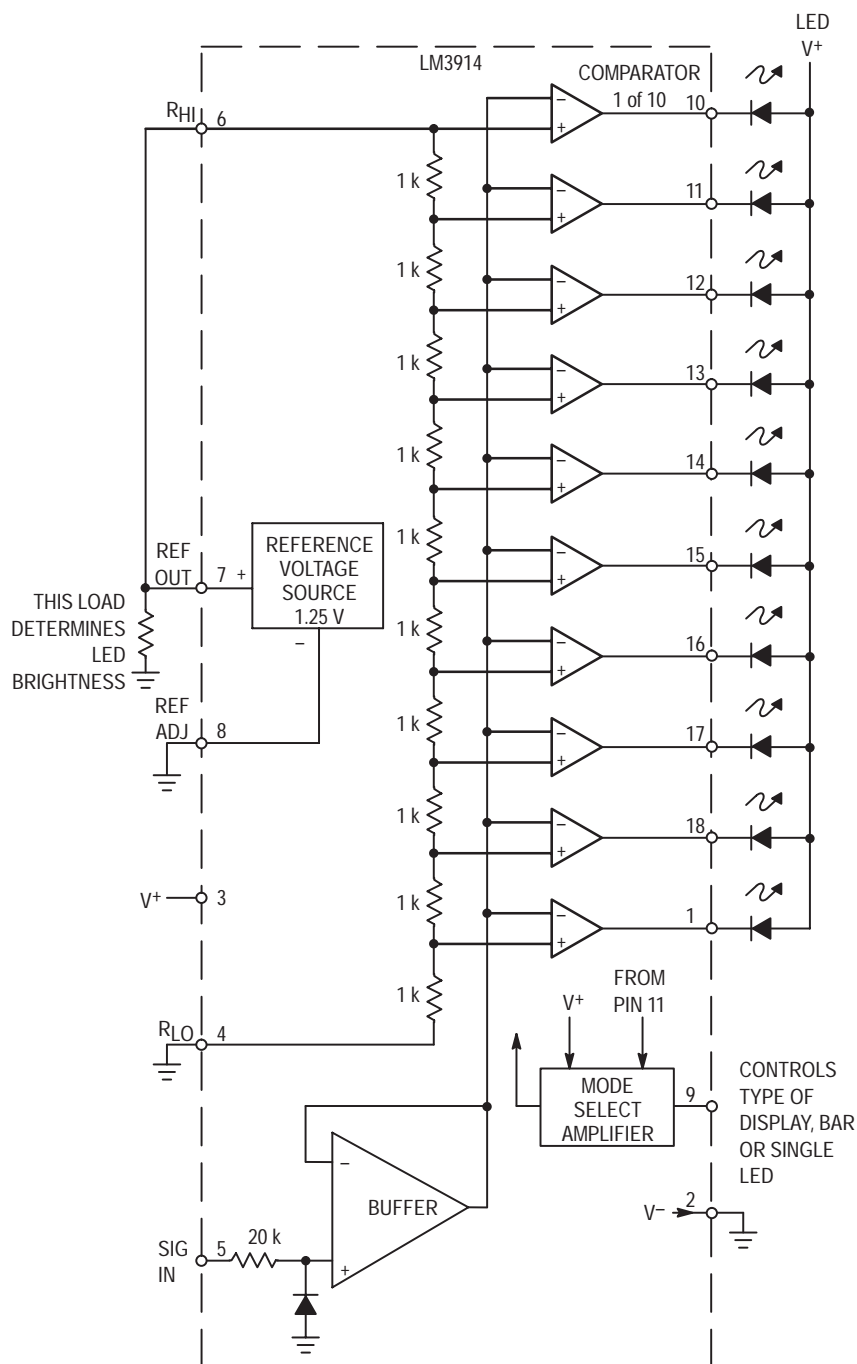 LED
V+
LM3914
COMPARATOR
1 of 10
RHI
6
−
+
10
1 k
−
+
11
1 k
−
+
12
1 k
−
+
13
1 k
−
+
14
1 k
−
+
15
REF
OUT
7
+
REFERENCE
VOLTAGE
SOURCE
1.25 V
−
THIS LOAD
DETERMINES
LED
BRIGHTNESS
1 k
−
+
16
REF
ADJ
8
1 k
−
+
17
1 k
−
+
18
V+
3
1 k
−
+
1
1 k
RLO
4
V+
FROM
PIN 11
MODE
SELECT
AMPLIFIER
9
CONTROLS
TYPE OF
DISPLAY, BAR
OR SINGLE
LED
−
BUFFER
+
V−
2
SIG
IN
5
20 k